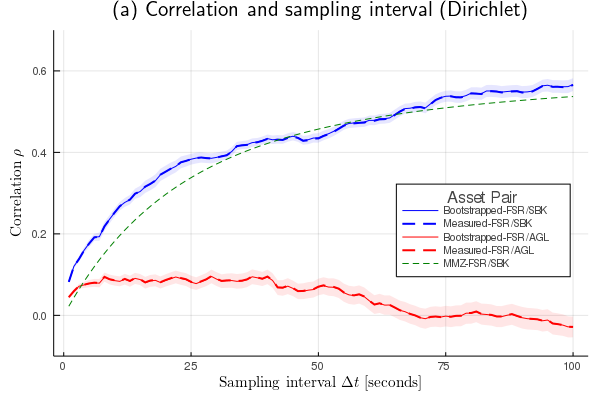 (a) Correlation and sampling interval (Dirichlet)
0.6
0.4
0.2
0.0
Correlation ρ
Asset Pair
Bootstrapped-FSR/SBK
Measured-FSR/SBK
Bootstrapped-FSR/AGL
Measured-FSR/AGL
MMZ-FSR/SBK
0
25
50
75
100
Sampling interval Δt [seconds]